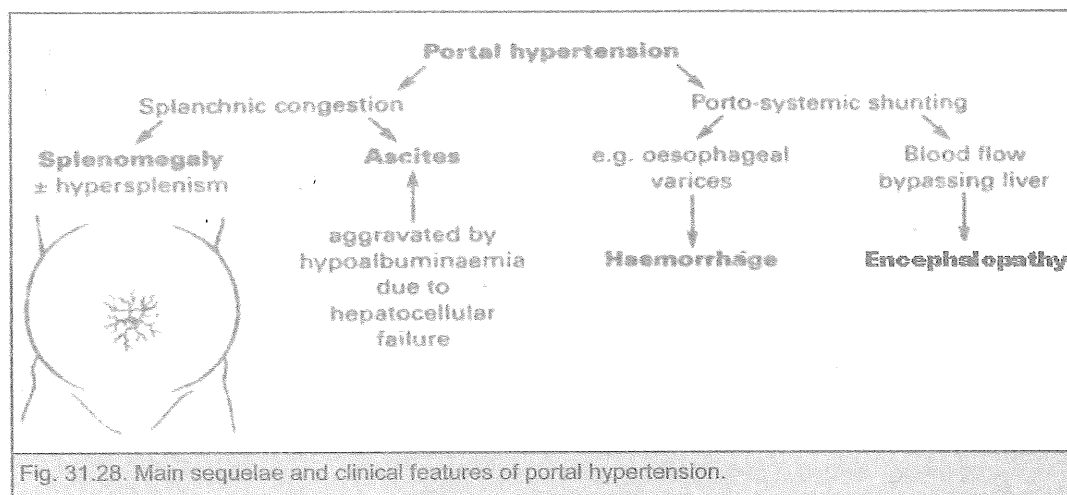 Portal hypertension
Splanchnic congestion
Porto-systemic shunting
Splenomegaly
± hypersplenism
Ascites
e.g. oesophageal
varices
Blood flow
bypassing liver
aggravated by
hypoalbuminaemia
due to
hepatocellular
failure
Haemorrhage
Encephalopathy
Fig. 31.28. Main sequelae and clinical features of portal hypertension.